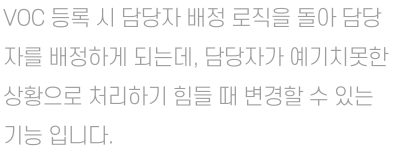 VOC 등록 시 담당자 배정 로직을 돌아 담당
자를 배정하게 되는데, 담당자가 예기치못한
상황으로 처리하기 힘들 때 변경할 수 있는
기능 입니다.